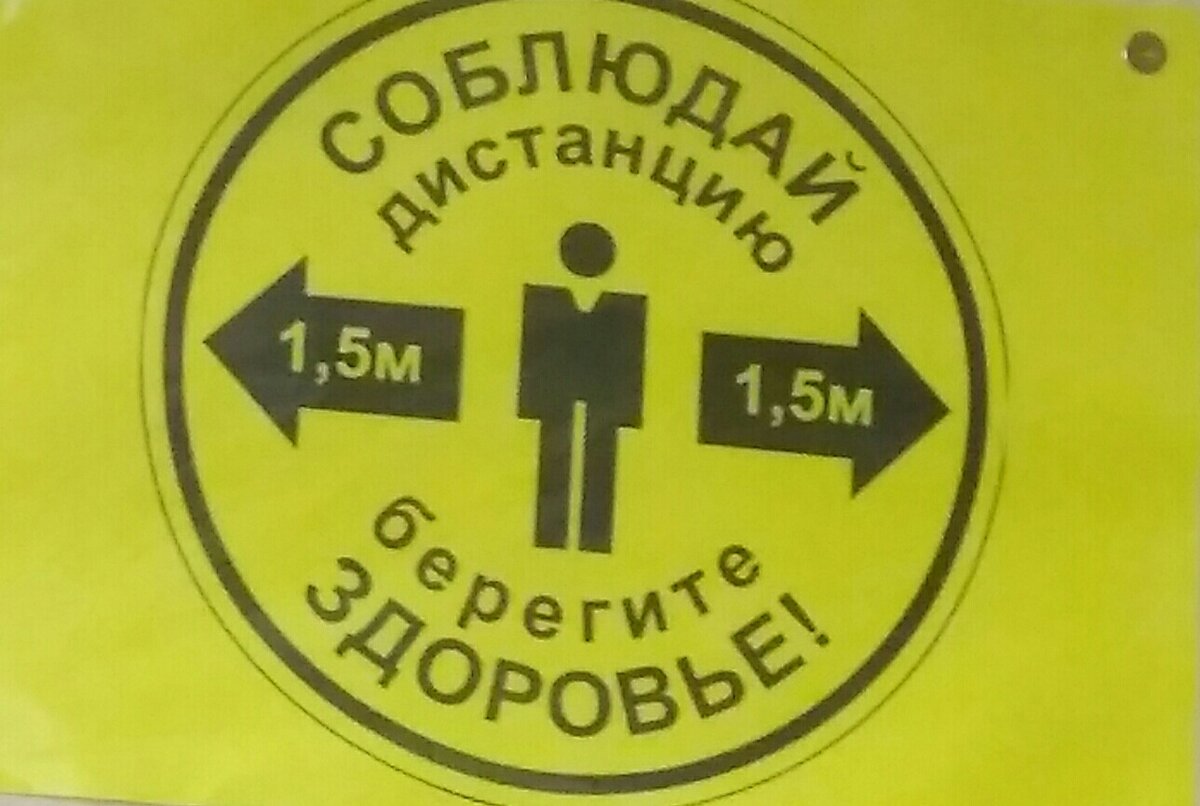 СОБЛЮДАЙ
дистанцию
1,5м
1,5м
берегите
ЗДОРОВЬЕ!